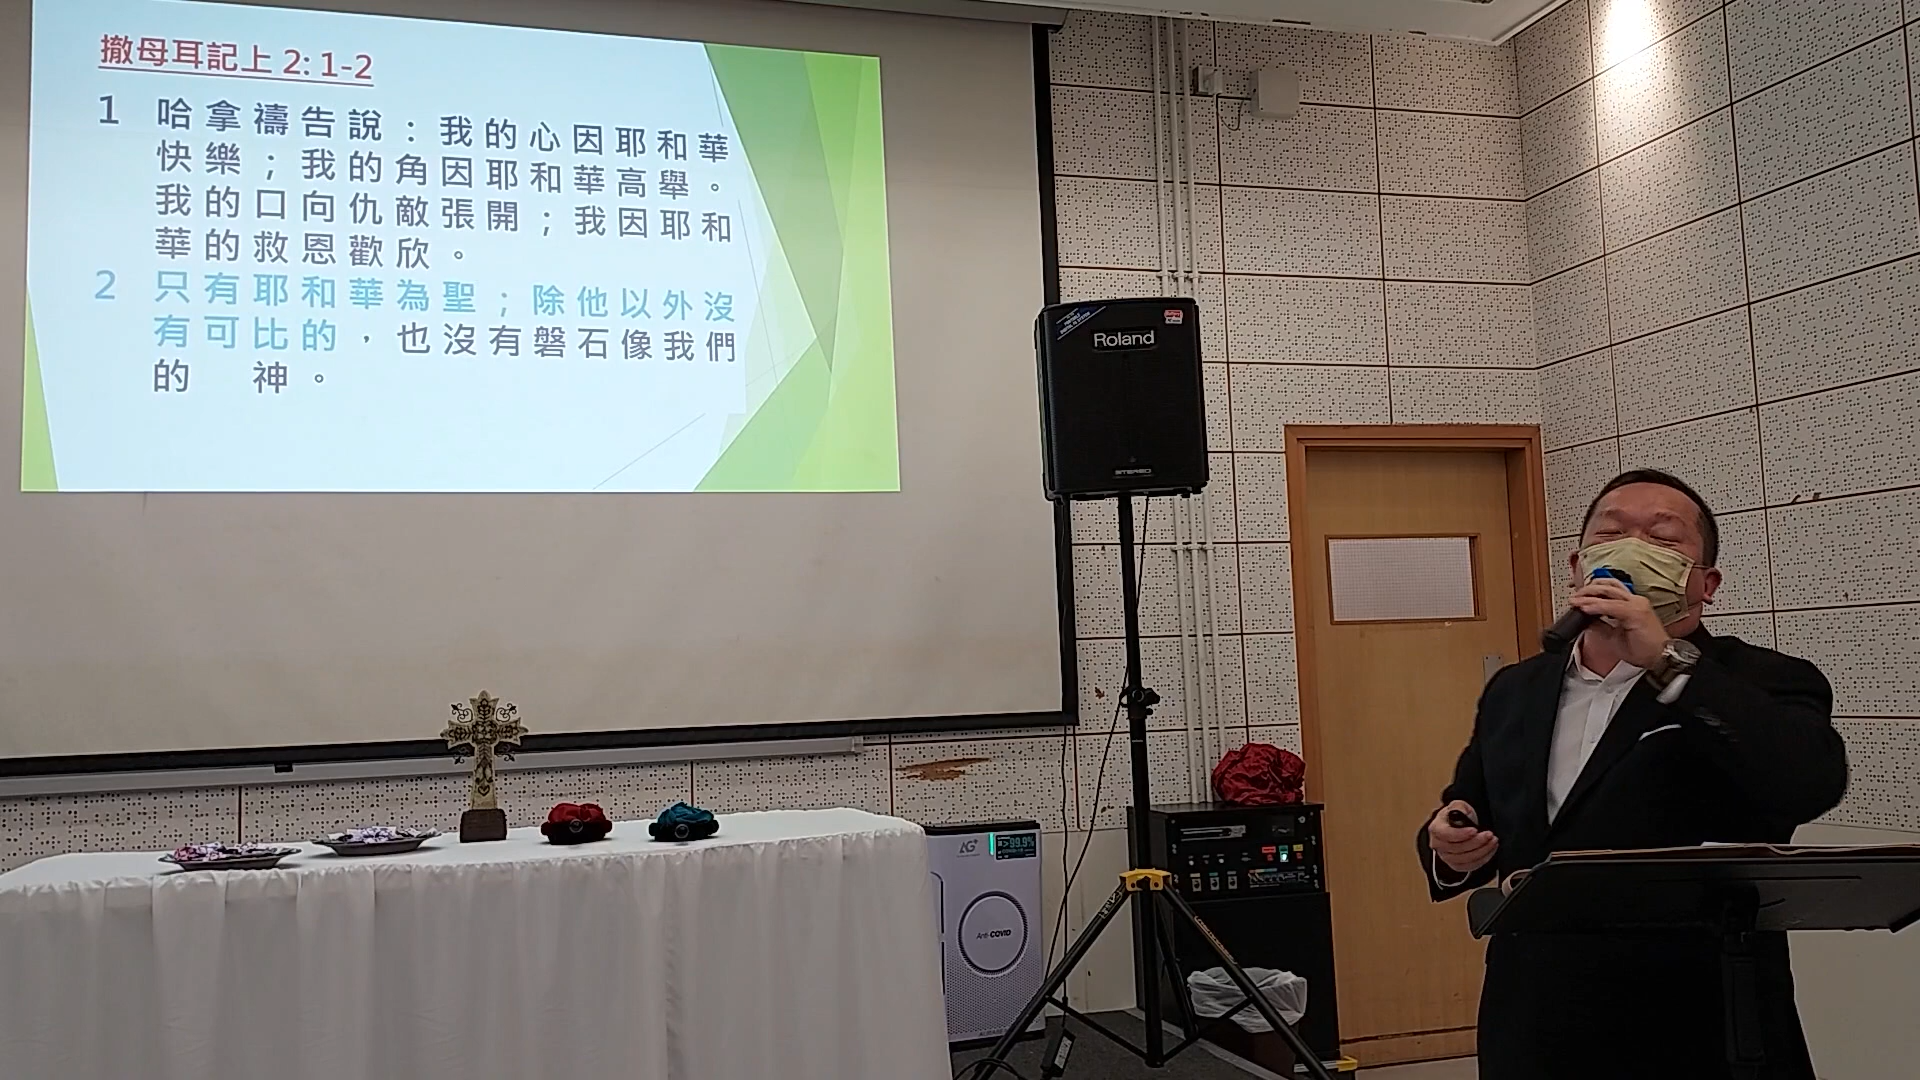 撒母耳記上 2: 1-2
1 哈拿禱告說：我的心因耶和華
快樂；我的角因耶和華高舉。
我的口向仇敵張開；我因耶和
華的救恩歡欣。
2 只有耶和華為聖；除他以外沒
有可比的，也沒有磐石像我們
的　神。
Roland
STEREO
AG+
>99.9%
Anti-COVID